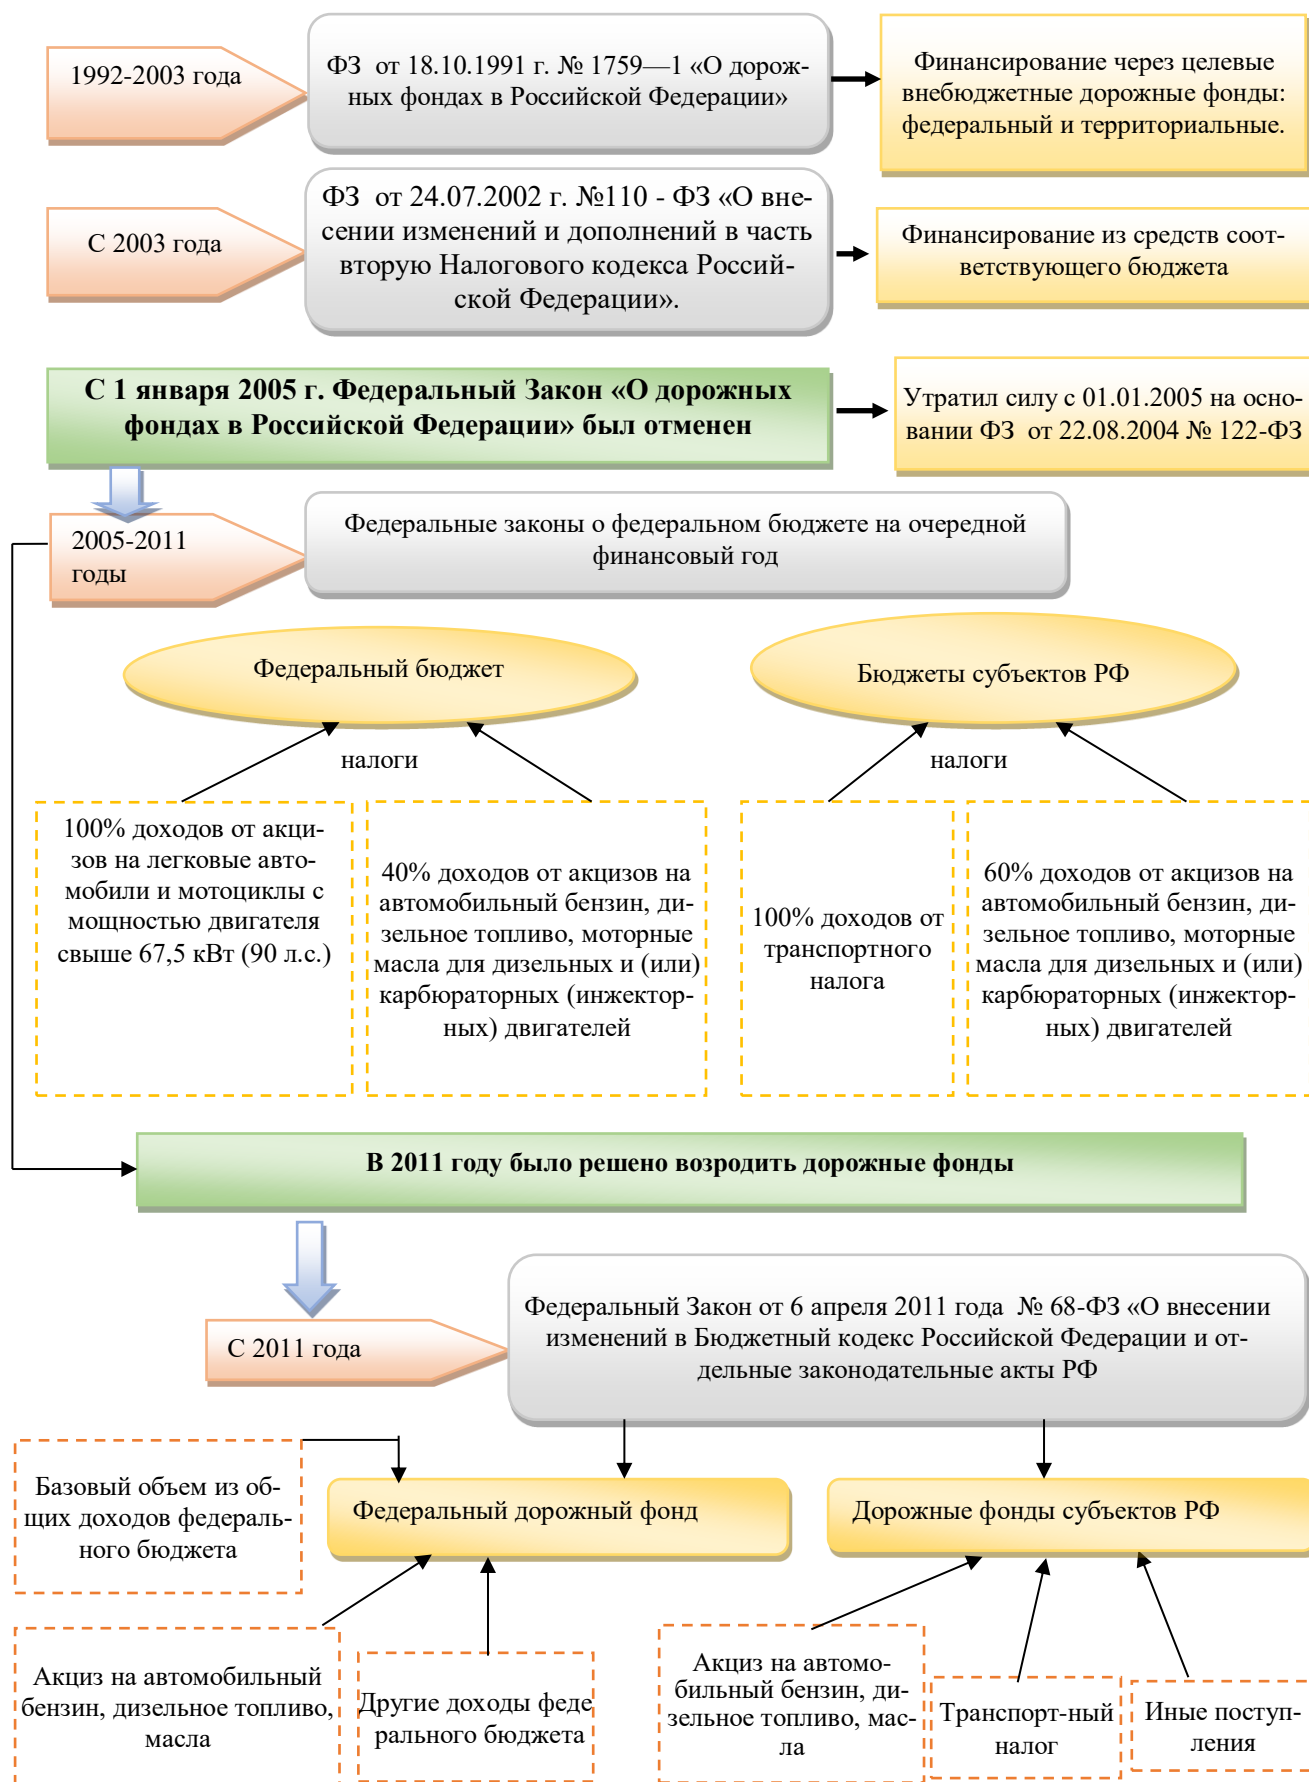 1992-2003 года
ФЗ  от 18.10.1991 г. № 1759—1 «О дорож-
ных фондах в Российской Федерации»
Финансирование через целевые
внебюджетные дорожные фонды:
федеральный и территориальные.
С 2003 года
ФЗ  от 24.07.2002 г. №110 - ФЗ «О вне-
сении изменений и дополнений в часть
вторую Налогового кодекса Россий-
ской Федерации».
Финансирование из средств соот-
ветствующего бюджета
С 1 января 2005 г. Федеральный Закон «О дорожных
фондах в Российской Федерации» был отменен
Утратил силу с 01.01.2005 на осно-
вании ФЗ  от 22.08.2004 № 122-ФЗ
2005-2011
годы
Федеральные законы о федеральном бюджете на очередной
финансовый год
Федеральный бюджет
Бюджеты субъектов РФ
налоги
налоги
100% доходов от акци-
зов на легковые авто-
мобили и мотоциклы с
мощностью двигателя
свыше 67,5 кВт (90 л.с.)
40% доходов от акцизов на
автомобильный бензин, ди-
зельное топливо, моторные
масла для дизельных и (или)
карбюраторных (инжектор-
ных) двигателей
100% доходов от
транспортного
налога
60% доходов от акцизов на
автомобильный бензин, ди-
зельное топливо, моторные
масла для дизельных и (или)
карбюраторных (инжектор-
ных) двигателей
В 2011 году было решено возродить дорожные фонды
С 2011 года
Федеральный Закон от 6 апреля 2011 года  № 68-ФЗ «О внесении
изменений в Бюджетный кодекс Российской Федерации и от-
дельные законодательные акты РФ
Базовый объем из об-
щих доходов федераль-
ного бюджета
Федеральный дорожный фонд
Дорожные фонды субъектов РФ
Акциз на автомобильный
бензин, дизельное топливо,
масла
Другие доходы феде
рального бюджета
Акциз на автомо-
бильный бензин, ди-
зельное топливо, мас-
ла
Транспорт-ный
налог
Иные поступ-
ления